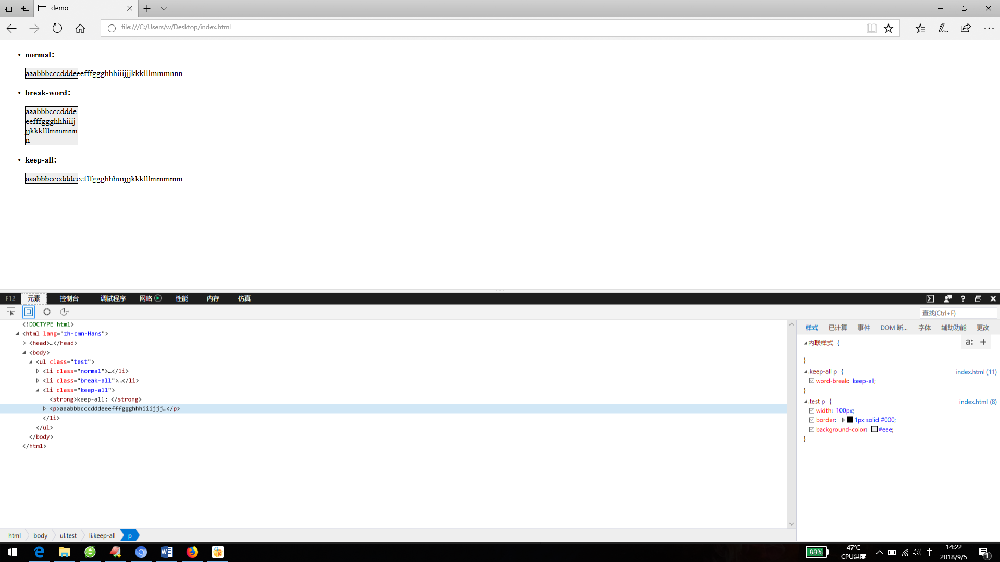 demo
file:///C:/Users/w/Desktop/index.html
• normal：
aaabbbcccdddeeefffggghhhiiijjjkkklllmmmnnn
• break-word：
aaabbbcccddde
eefffggghhhiiij
jjkkklllmmmnn
n
• keep-all：
aaabbbcccdddeeefffggghhhiiijjjkkklllmmmnnn
F12 元素 控制台 调试程序 网络 性能 内存 仿真
查找(Ctrl+F)
<!DOCTYPE html>
<html lang="zh-cmn-Hans">
<head>…</head>
<body>
<ul class="test">
<li class="normal">…</li>
<li class="break-all">…</li>
<li class="keep-all">
<strong>keep-all：</strong>
<p>aaabbbcccdddeeefffggghhhiiijjj…</p>
</li>
</ul>
</body>
</html>
样式 已计算 事件 DOM 断... 字体 辅助功能 更改
内联样式 {
a: +
}
.keep-all p { index.html (11)
word-break: keep-all;
}
.test p { index.html (8)
width: 100px;
border: 1px solid #000;
background-color: #eee;
}
html body ul.test li.keep-all p
88%
47℃
CPU温度
中
14:22
2018/9/5
1